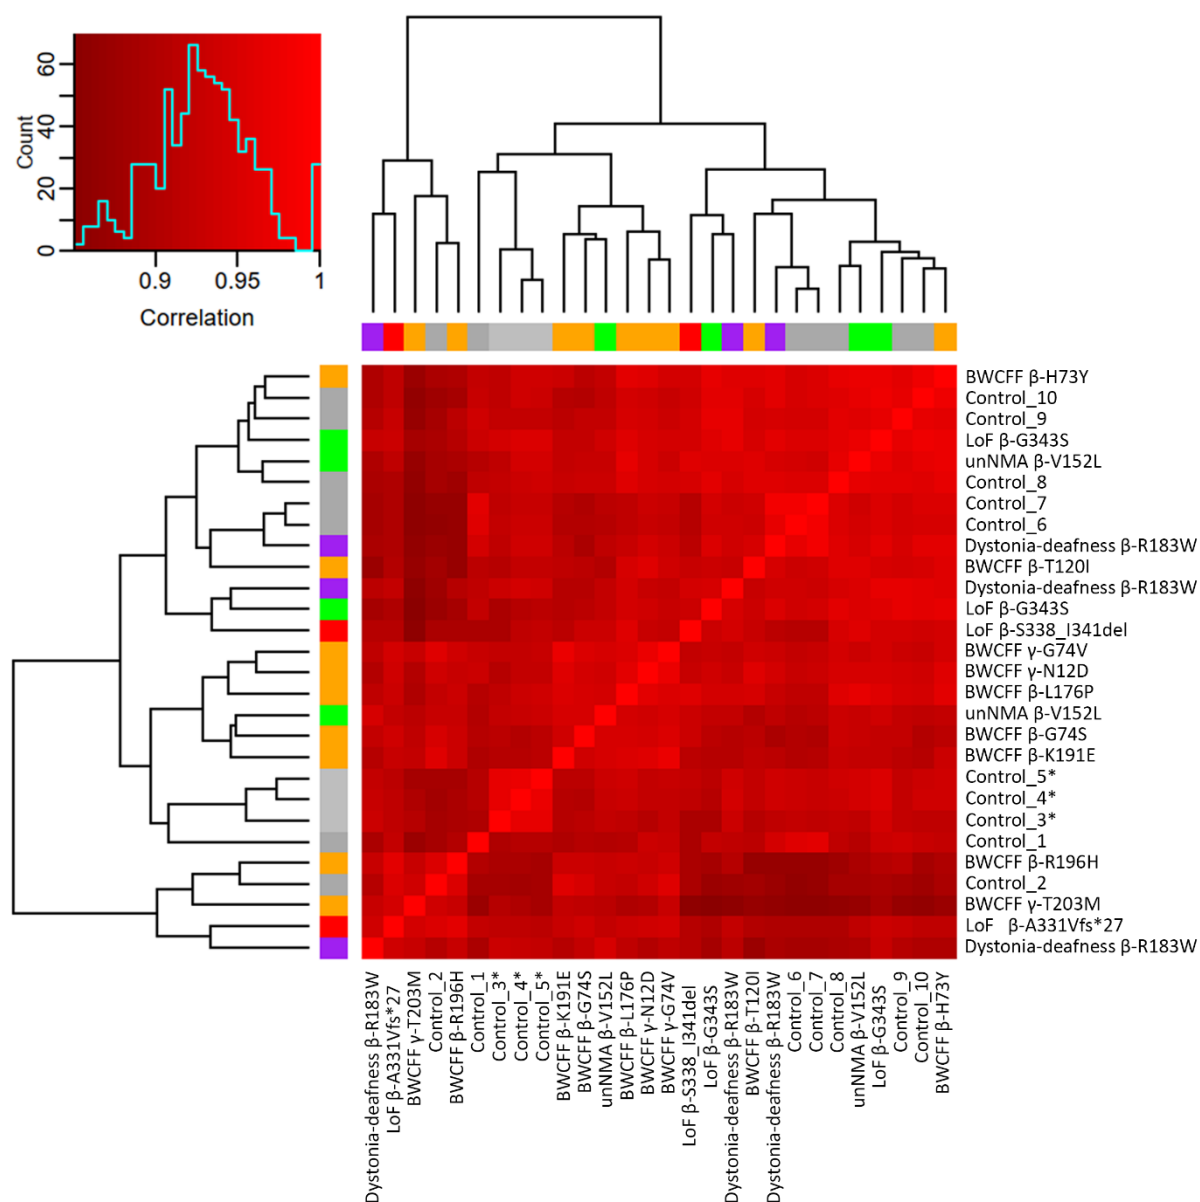 60
40
20
0
Count
0.9
0.95
1
Correlation
BWCFF β-H73Y
Control_10
Control_9
LoF β-G343S
unNMA β-V152L
Control_8
Control_7
Control_6
Dystonia-deafness β-R183W
BWCFF β-T120I
Dystonia-deafness β-R183W
LoF β-G343S
LoF β-S338_I341del
BWCFF γ-G74V
BWCFF γ-N12D
BWCFF β-L176P
unNMA β-V152L
BWCFF β-G74S
BWCFF β-K191E
Control_5*
Control_4*
Control_3*
Control_1
BWCFF β-R196H
Control_2
BWCFF γ-T203M
LoF β-A331Vfs*27
Dystonia-deafness β-R183W
Dystonia-deafness β-R183W
LoF β-A331Vfs*27
BWCFF γ-T203M
Control_2
BWCFF β-R196H
Control_1
Control_3*
Control_4*
Control_5*
BWCFF β-K191E
BWCFF β-G74S
unNMA β-V152L
BWCFF β-L176P
BWCFF γ-N12D
BWCFF γ-G74V
LoF β-S338_I341del
LoF β-G343S
Dystonia-deafness β-R183W
BWCFF β-T120I
Dystonia-deafness β-R183W
Control_6
Control_7
Control_8
unNMA β-V152L
LoF β-G343S
Control_9
Control_10
BWCFF β-H73Y